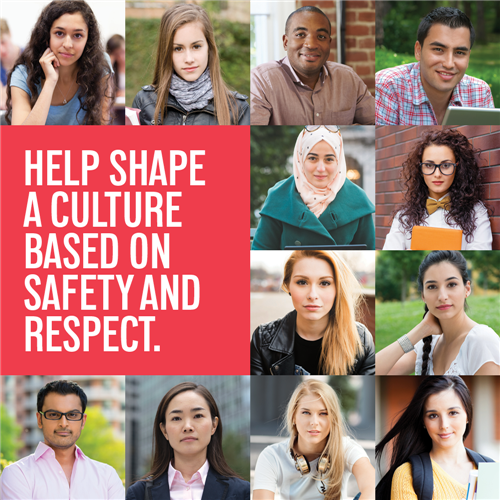 HELP SHAPE
A CULTURE
BASED ON
SAFETY AND
RESPECT.